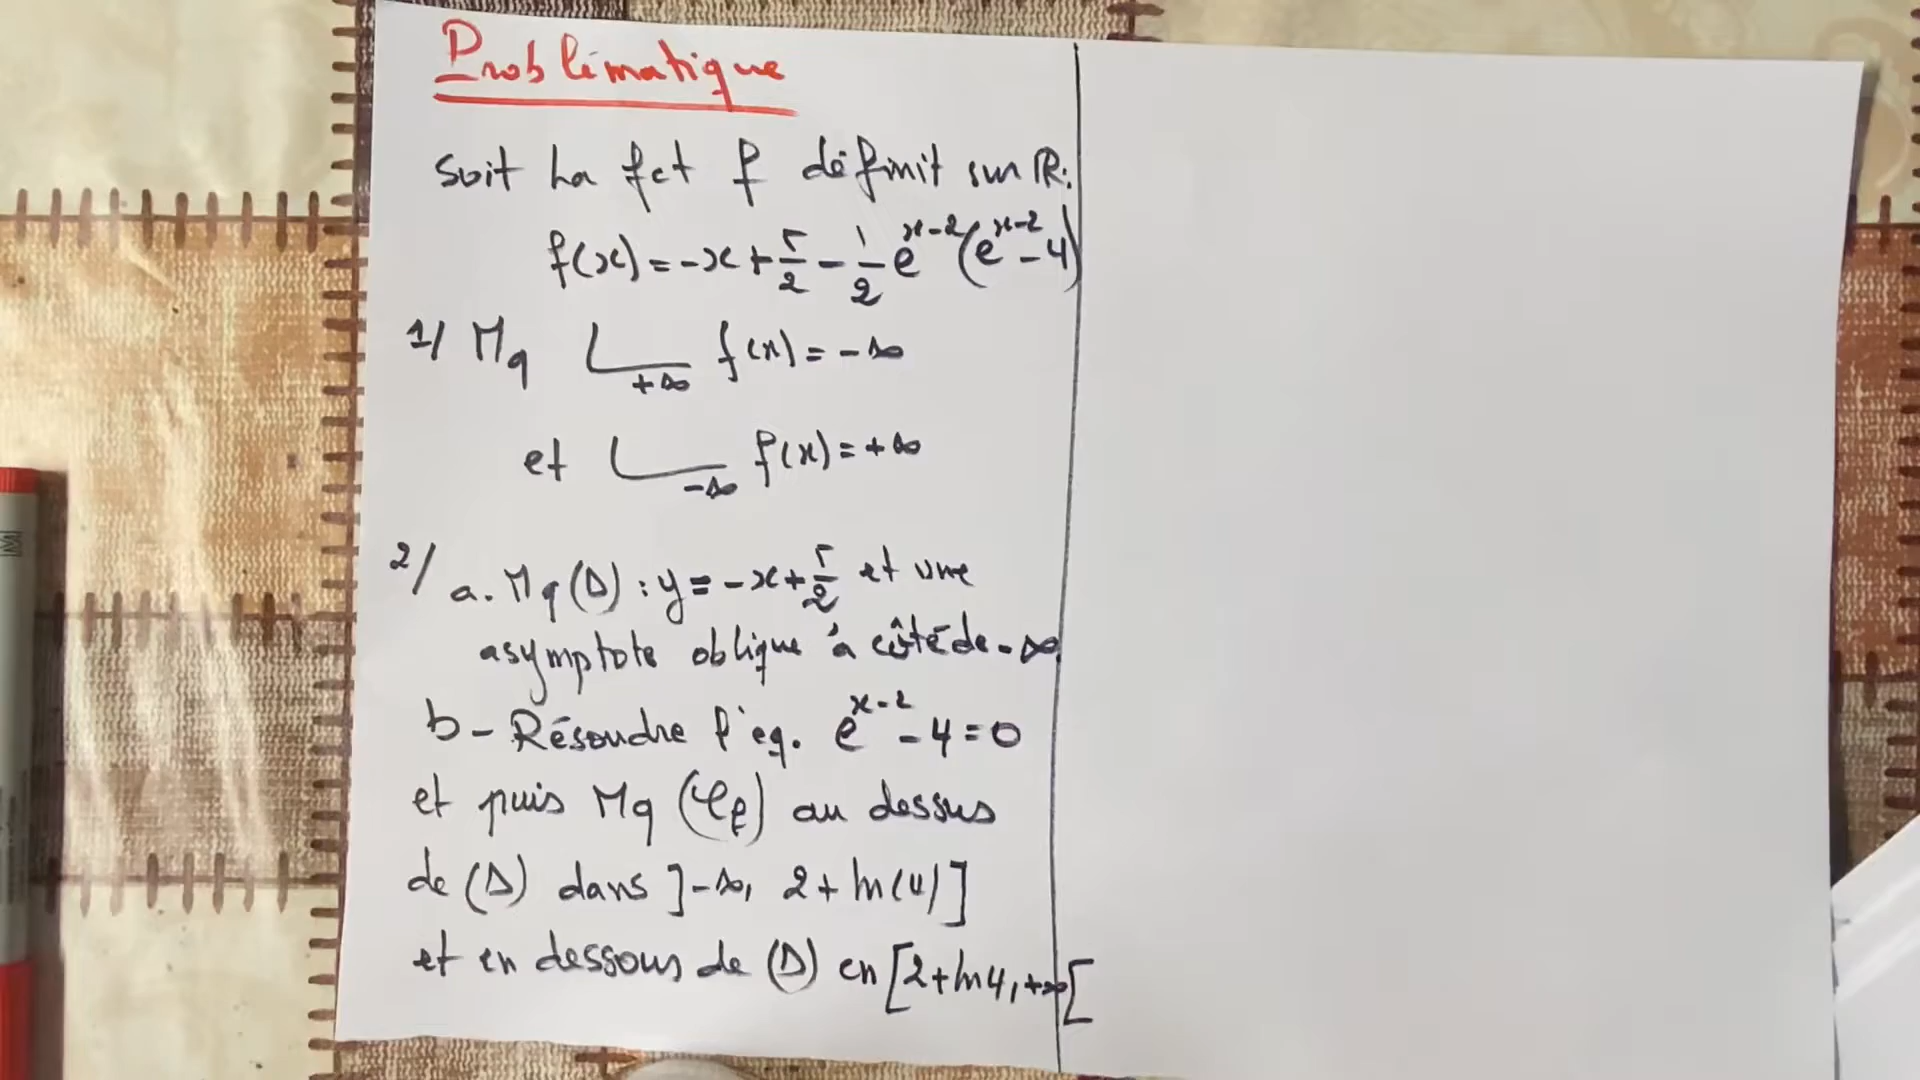 Problématique
soit la fct f définit sur ℝ:
f(x) = -x + 5/2 - 1/2 e^{x-2}(e^{x-2} - 4)
1/ Mq L_{+∞} f(x) = -∞
et L_{-∞} f(x) = +∞
2/ a. Mq (Δ) : y = -x + 5/2 et une
asymptote oblique à côté de -∞
b - Résoudre l'eq. e^{x-2} - 4 = 0
et puis Mq (Cf) au dessus
de (Δ) dans ]-∞, 2 + ln(4)]
et en dessous de (Δ) en [2 + ln4, +∞[